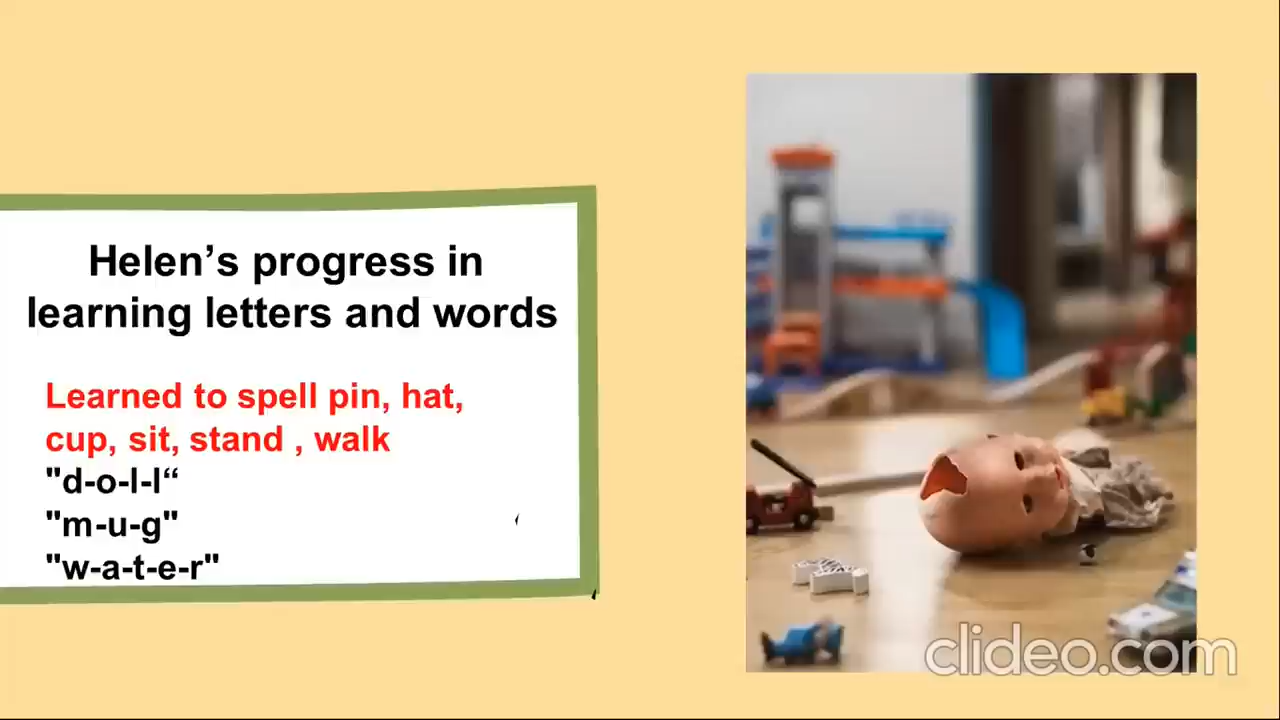 Helen’s progress in
learning letters and words
Learned to spell pin, hat,
cup, sit, stand , walk
"d-o-l-l“
"m-u-g"
"w-a-t-e-r"
clideo.com